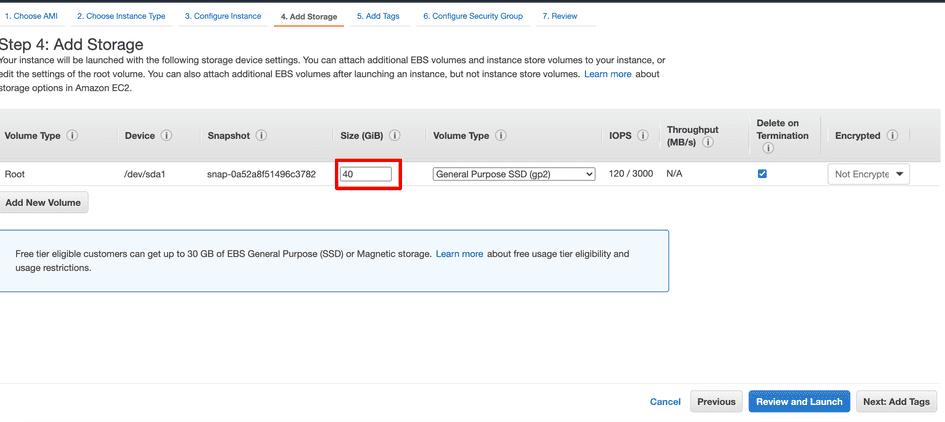 1. Choose AMI 2. Choose Instance Type 3. Configure Instance 4. Add Storage 5. Add Tags 6. Configure Security Group 7. Review
Step 4: Add Storage
Your instance will be launched with the following storage device settings. You can attach additional EBS volumes and instance store volumes to your instance, or
edit the settings of the root volume. You can also attach additional EBS volumes after launching an instance, but not instance store volumes. Learn more about
storage options in Amazon EC2.
Volume Type i Device i Snapshot i Size (GiB) i Volume Type i IOPS i Throughput (MB/s) i Delete on Termination i Encrypted i
Root /dev/sda1 snap-0a52a8f51496c3782 40 General Purpose SSD (gp2) 120 / 3000 N/A Not Encrypte
Add New Volume
Free tier eligible customers can get up to 30 GB of EBS General Purpose (SSD) or Magnetic storage. Learn more about free usage tier eligibility and
usage restrictions.
Cancel Previous Review and Launch Next: Add Tags